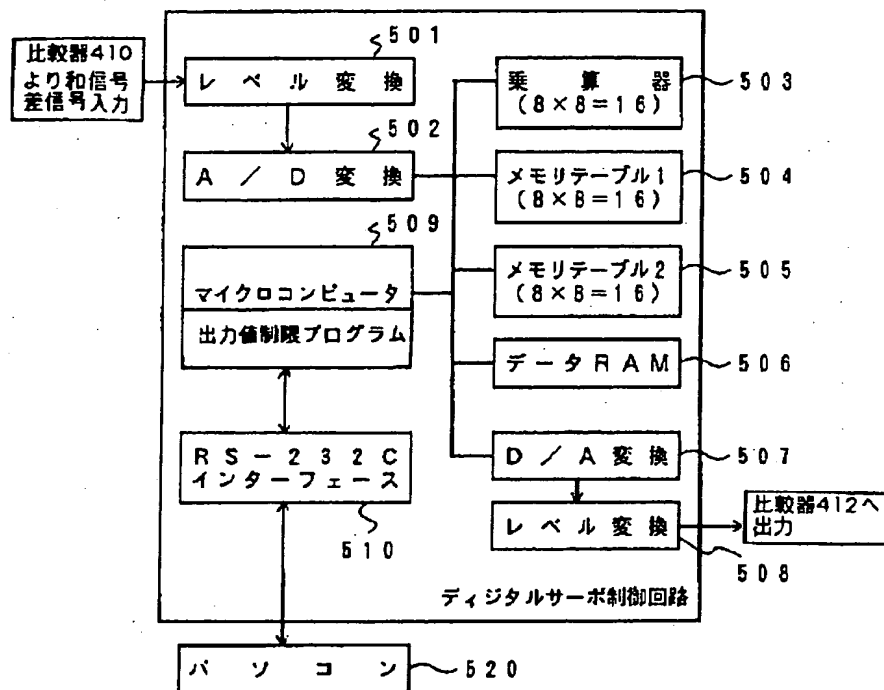 比較器410
より和信号
差信号入力
501
レベル変換
502
A/D変換
509
マイクロコンピュータ
出力値制限プログラム
RS-232C
インターフェース
510
パソコン
520
乗算器
(8×8=16)
503
メモリテーブル1
(8×8=16)
504
メモリテーブル2
(8×8=16)
505
データRAM
506
D/A変換
507
レベル変換
508
比較器412へ
出力
ディジタルサーボ制御回路